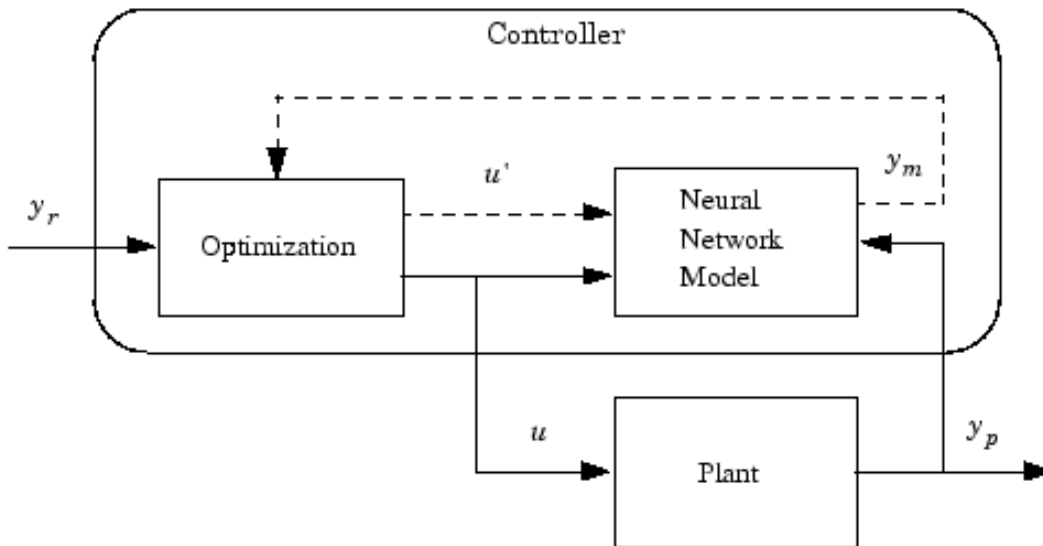 Controller
u'
y_m
y_r
Optimization
Neural
Network
Model
u
y_p
Plant